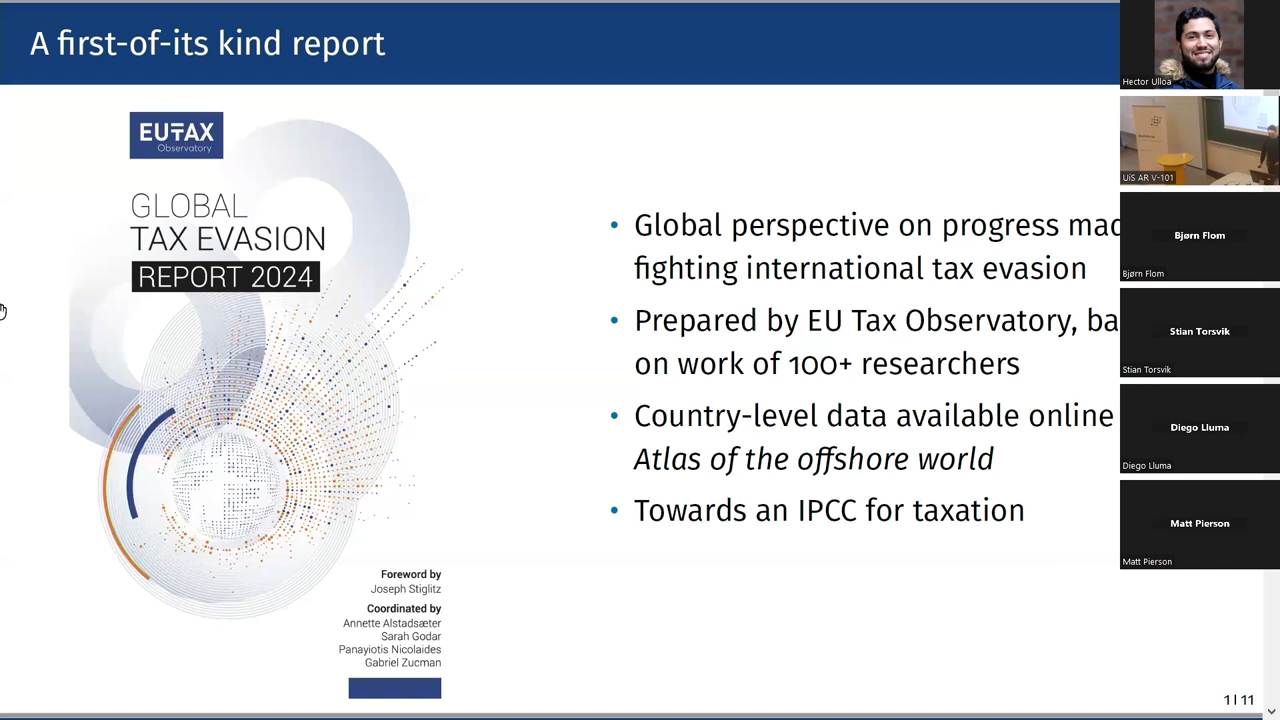 A first-of-its kind report
EUTAX
Observatory
GLOBAL
TAX EVASION
REPORT 2024
Foreword by
Joseph Stiglitz
Coordinated by
Annette Alstadsæter
Sarah Godar
Panayiotis Nicolaides
Gabriel Zucman
• Global perspective on progress mad
fighting international tax evasion
• Prepared by EU Tax Observatory, ba
on work of 100+ researchers
• Country-level data available online
Atlas of the offshore world
• Towards an IPCC for taxation
1 | 11
Hector Ulloa
UiS AR V-101
Bjørn Flom
Bjørn Flom
Stian Torsvik
Stian Torsvik
Diego Lluma
Diego Lluma
Matt Pierson
Matt Pierson